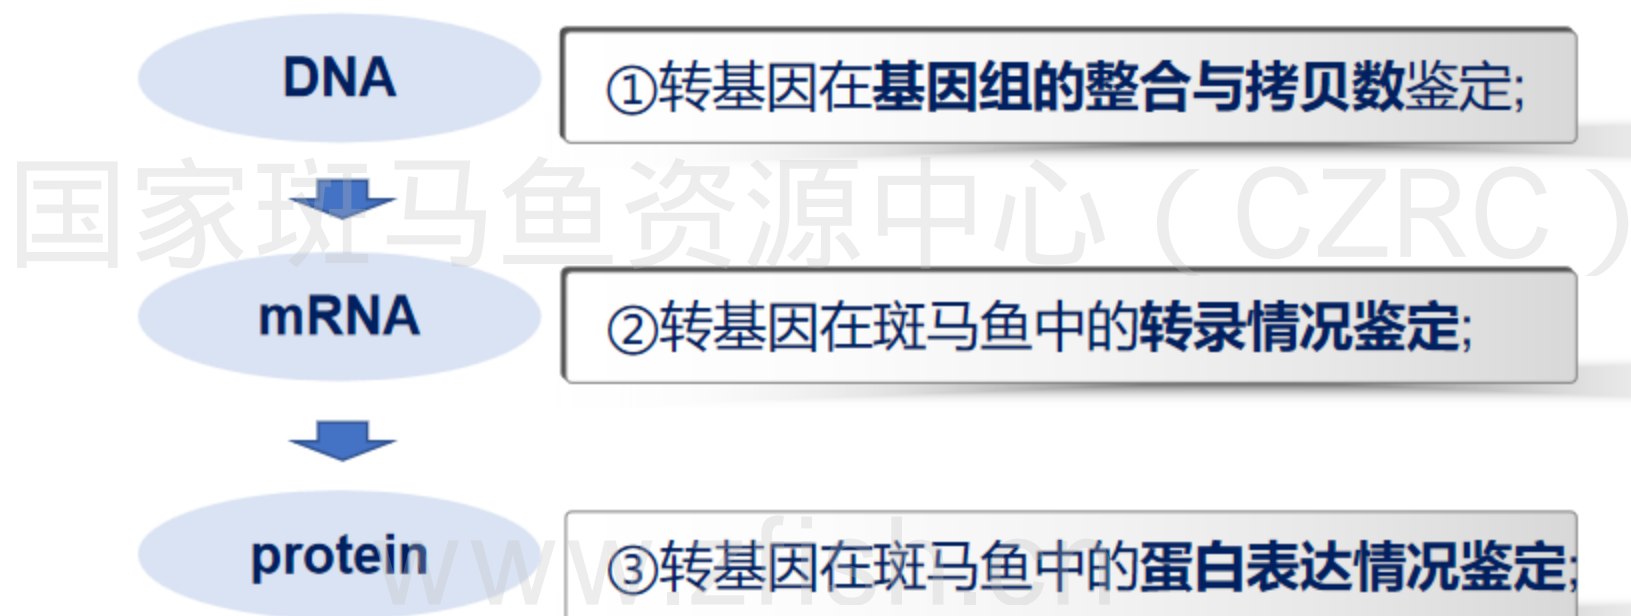 DNA
①转基因在基因组的整合与拷贝数鉴定;
国家斑马鱼资源中心（CZRC）
mRNA
②转基因在斑马鱼中的转录情况鉴定;
protein
③转基因在斑马鱼中的蛋白表达情况鉴定;
www.zfish.cn